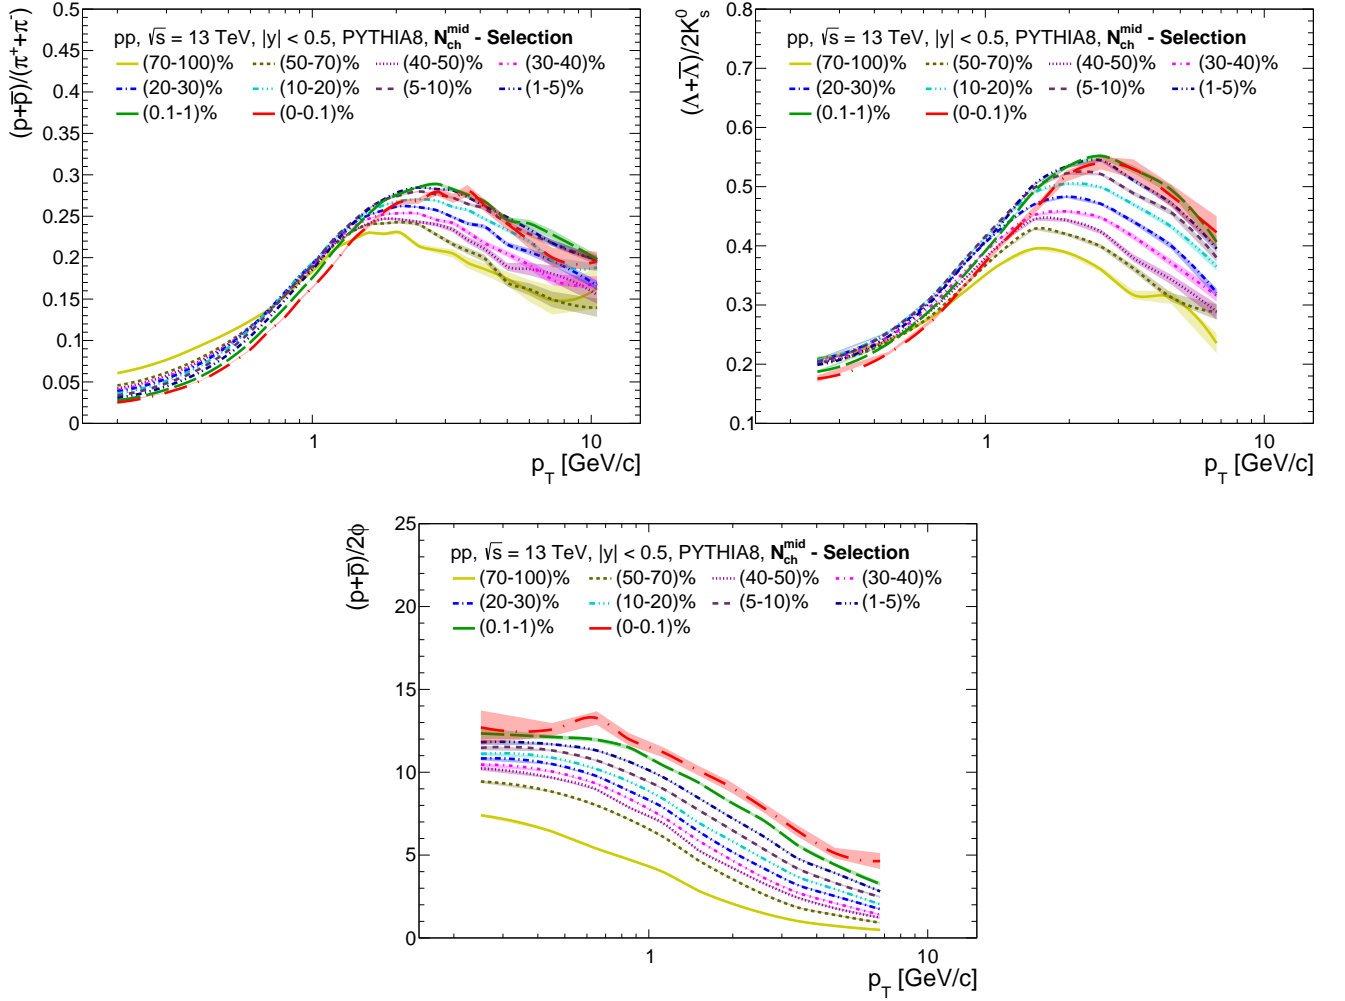 (p+p̅)/(π⁺+π⁻)
0.5
0.45
0.4
0.35
0.3
0.25
0.2
0.15
0.1
0.05
0
pp, √s = 13 TeV, |y| < 0.5, PYTHIA8, N_ch^mid - Selection
(70-100)% (50-70)% (40-50)% (30-40)%
(20-30)% (10-20)% (5-10)% (1-5)%
(0.1-1)% (0-0.1)%
1 10
p_T [GeV/c]
(Λ+Λ̅)/2K_s^0
0.8
0.7
0.6
0.5
0.4
0.3
0.2
0.1
pp, √s = 13 TeV, |y| < 0.5, PYTHIA8, N_ch^mid - Selection
(70-100)% (50-70)% (40-50)% (30-40)%
(20-30)% (10-20)% (5-10)% (1-5)%
(0.1-1)% (0-0.1)%
1 10
p_T [GeV/c]
(p+p̅)/2ϕ
25
20
15
10
5
0
pp, √s = 13 TeV, |y| < 0.5, PYTHIA8, N_ch^mid - Selection
(70-100)% (50-70)% (40-50)% (30-40)%
(20-30)% (10-20)% (5-10)% (1-5)%
(0.1-1)% (0-0.1)%
1 10
p_T [GeV/c]